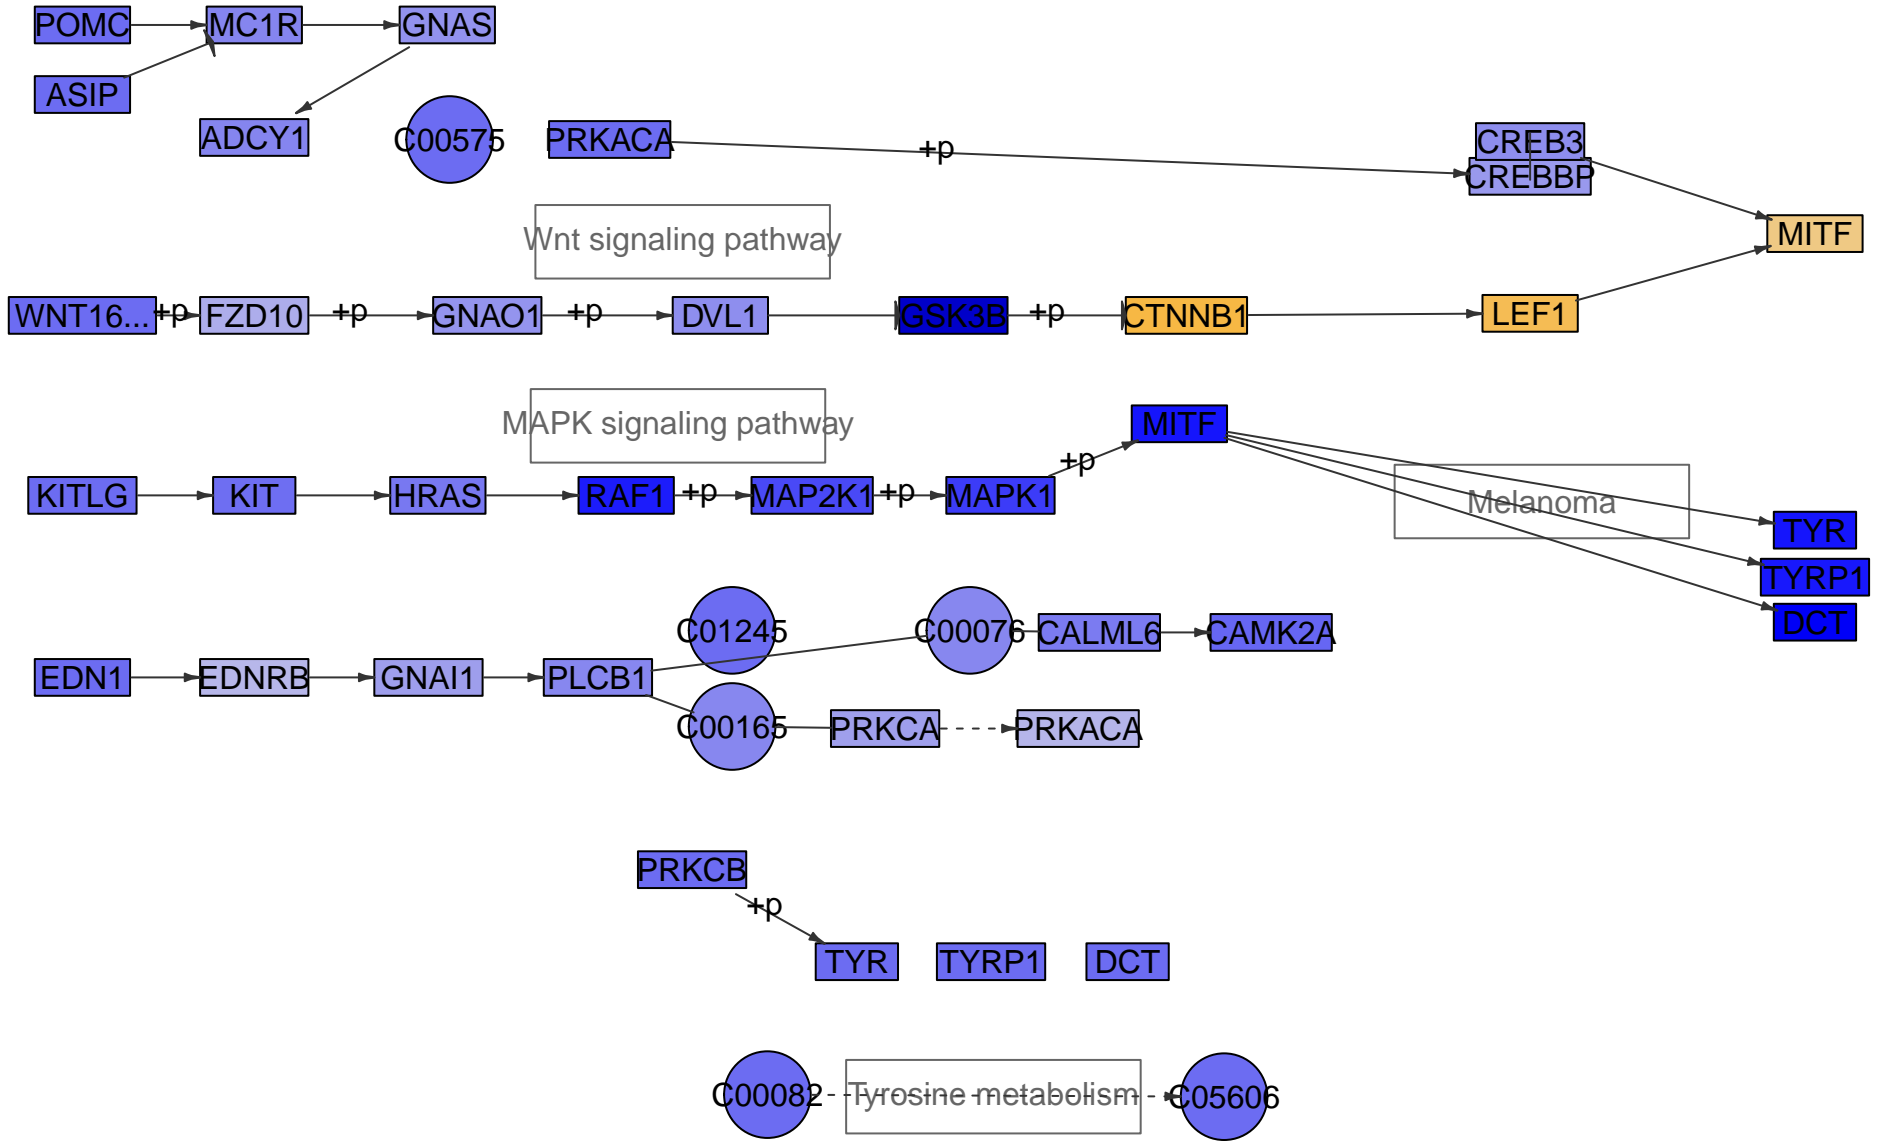 POMC
MC1R
GNAS
ASIP
ADCY1
C00575
PRKACA
+p
CREB3
CREBBP
Wnt signaling pathway
MITF
WNT16...
+p
FZD10
+p
GNAO1
+p
DVL1
GSK3B
+p
CTNNB1
LEF1
MAPK signaling pathway
MITF
+p
KITLG
KIT
HRAS
RAF1
+p
MAP2K1
+p
MAPK1
Melanoma
TYR
TYRP1
DCT
C01245
C00076
CALML6
CAMK2A
EDN1
EDNRB
GNAI1
PLCB1
C00165
PRKCA
PRKACA
PRKCB
+p
TYR
TYRP1
DCT
C00082
Tyrosine metabolism
C05606